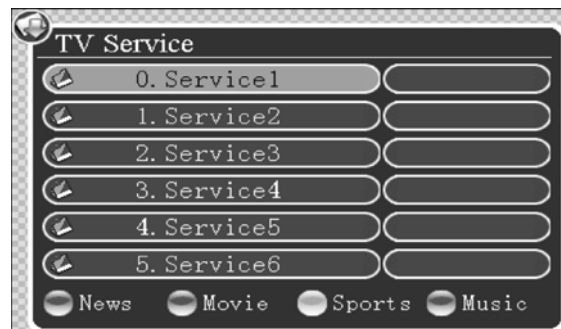 TV Service
0. Service1
1. Service2
2. Service3
3. Service4
4. Service5
5. Service6
News Movie Sports Music